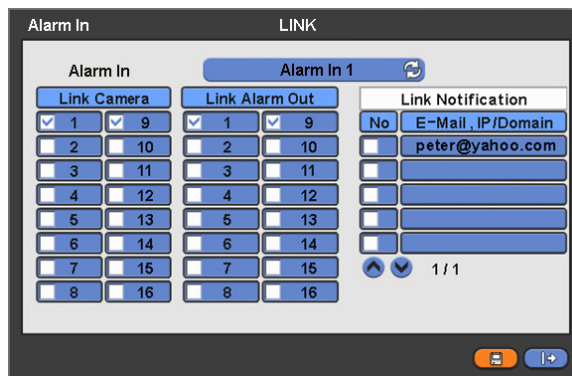 Alarm In LINK
Alarm In Alarm In 1
Link Camera Link Alarm Out Link Notification
1 9 1 9 No E-Mail , IP/Domain
2 10 2 10 peter@yahoo.com
3 11 3 11
4 12 4 12
5 13 5 13
6 14 6 14
7 15 7 15 1 / 1
8 16 8 16